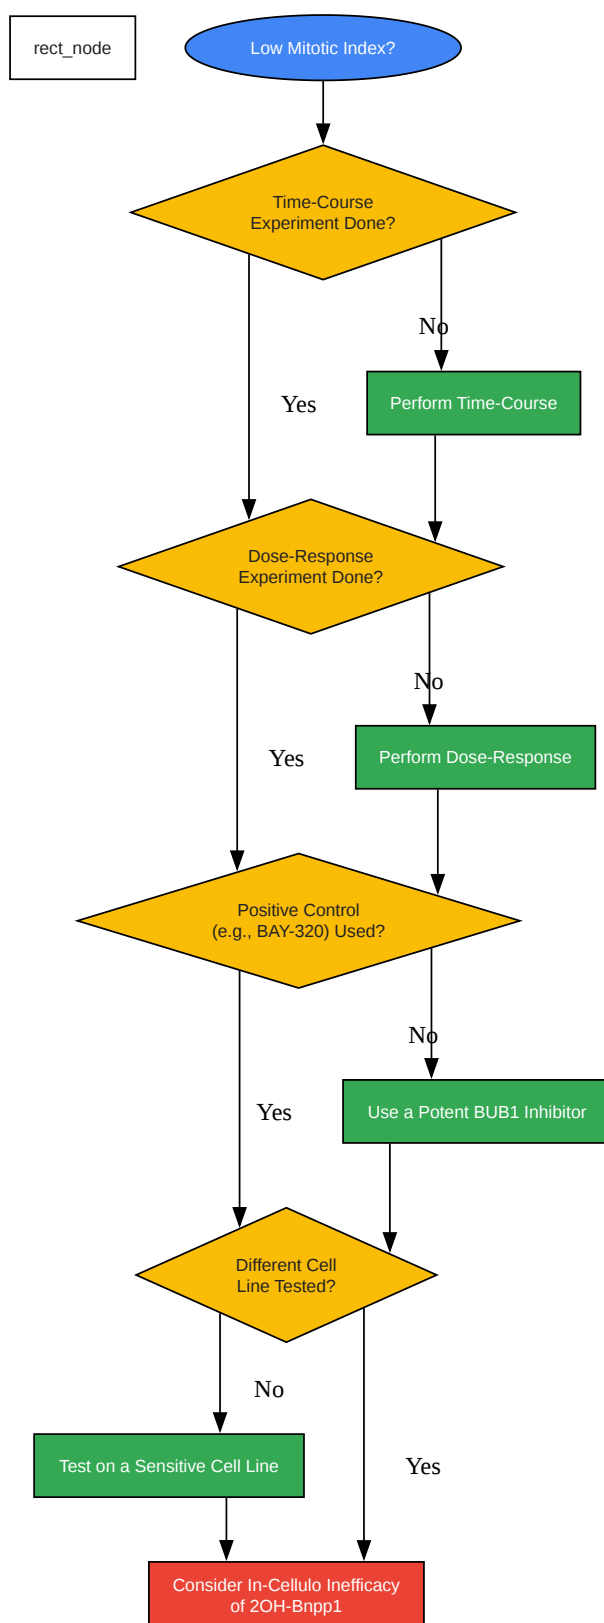 rect_node
Low Mitotic Index?
Time-Course
Experiment Done?
No
Yes
Perform Time-Course
Dose-Response
Experiment Done?
No
Yes
Perform Dose-Response
Positive Control
(e.g., BAY-320) Used?
No
Yes
Use a Potent BUB1 Inhibitor
Different Cell
Line Tested?
No
Yes
Test on a Sensitive Cell Line
Consider In-Cellulo Inefficacy
of 2OH-Bnpp1